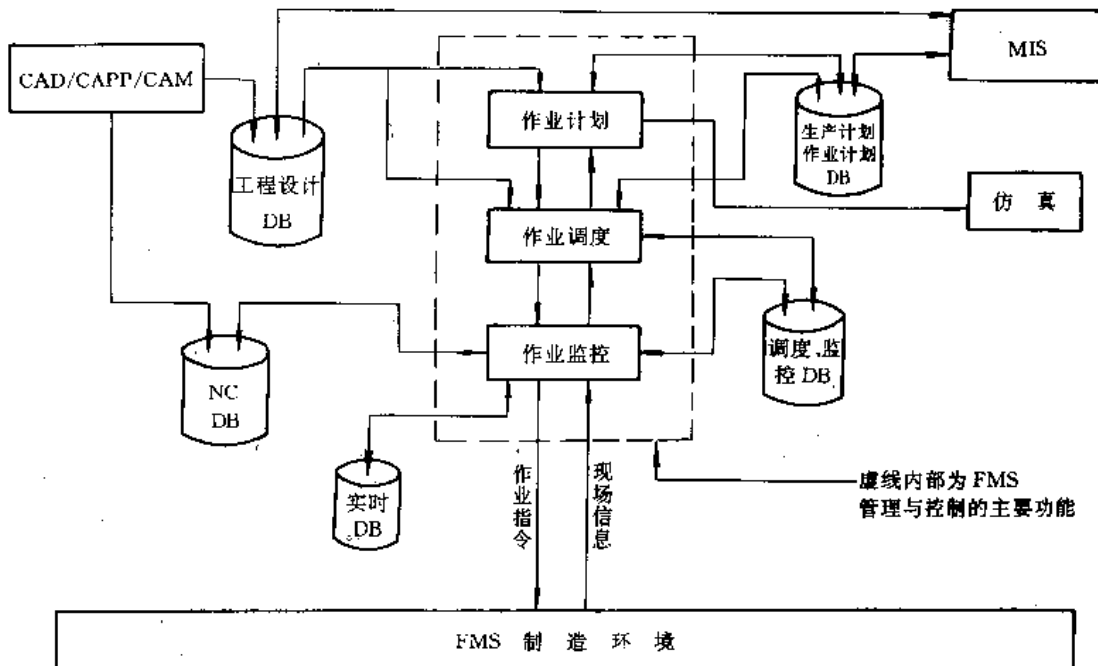 MIS
CAD/CAPP/CAM
作业计划
生产计划
作业计划
DB
工程设计
DB
仿 真
作业调度
作业监控
调度、监
控 DB
NC
DB
实时
DB
作业指令
现场信息
虚线内部为 FMS
管理与控制的主要功能
FMS 制 造 环 境